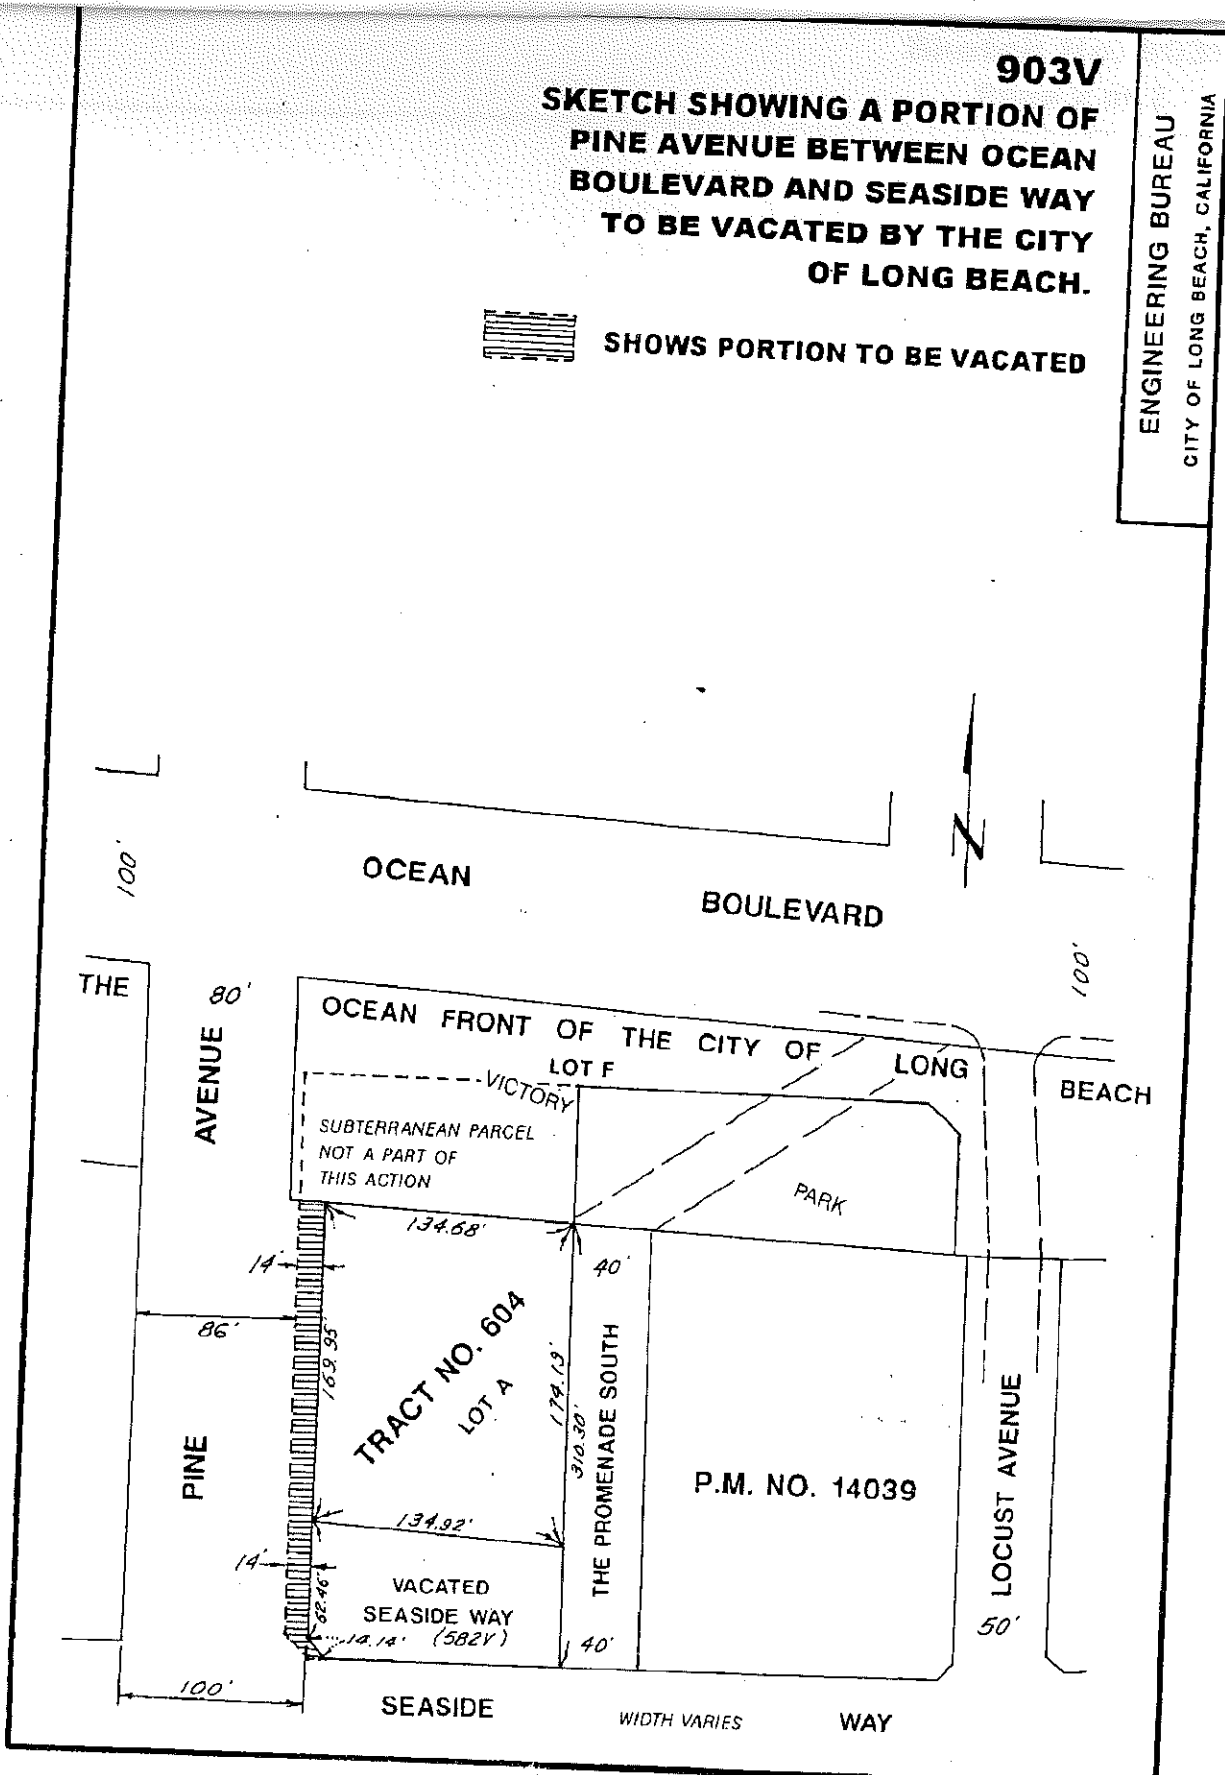 903V
SKETCH SHOWING A PORTION OF
PINE AVENUE BETWEEN OCEAN
BOULEVARD AND SEASIDE WAY
TO BE VACATED BY THE CITY
OF LONG BEACH.
SHOWS PORTION TO BE VACATED
ENGINEERING BUREAU
CITY OF LONG BEACH, CALIFORNIA
N
100'
OCEAN
BOULEVARD
100'
THE
80'
OCEAN FRONT OF THE CITY OF
LONG
BEACH
LOT F
VICTORY
PARK
AVENUE
SUBTERRANEAN PARCEL
NOT A PART OF
THIS ACTION
134.68'
14'
40'
86'
169.95'
TRACT NO. 604
LOT A
174.13'
310.30'
THE PROMENADE SOUTH
P.M. NO. 14039
LOCUST AVENUE
PINE
134.92'
14'
62.46'
VACATED
SEASIDE WAY
(582V)
14.14'
40'
50'
100'
SEASIDE
WIDTH VARIES
WAY